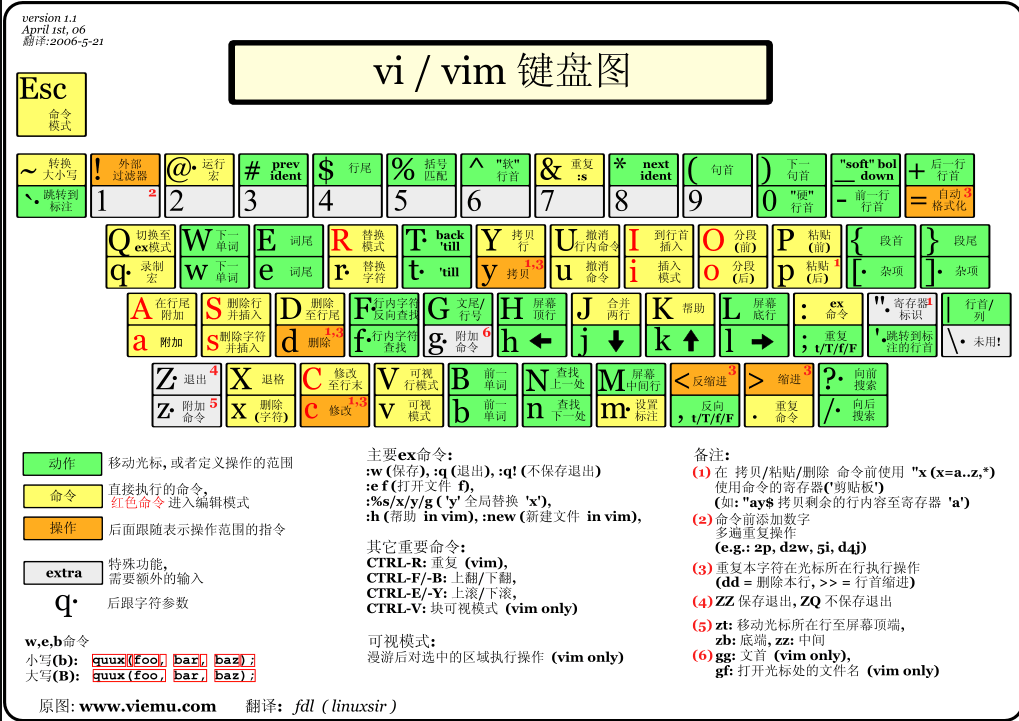 version 1.1
April 1st, 06
翻译:2006-5-21
vi / vim 键盘图
Esc 命令
模式
~ 转换
大小写
! 外部
过滤器
@· 运行
宏
# prev
ident
$ 行尾
% 括号
匹配
^ "软"
行首
& 重复
:s
* next
ident
( 句首
) 下一
句首
"soft" bol
_ down
+ 后一行
行首
`· 跳转到
标注
1 2
2
3
4
5
6
7
8
9
0 "硬"
行首
- 前一行
行首
= 自动 3
格式化
Q 切换至
ex模式
W 下一
单词
E 词尾
R 替换
模式
T· back
'till
Y 拷贝
行
U 撤消
行内命令
I 到行首
插入
O 分段
(前)
P 粘贴
(前)
{ 段首
} 段尾
q· 录制
宏
w 下一
单词
e 词尾
r· 替换
字符
t· 'till
y 拷贝 1,3
u 撤消
命令
i 插入
模式
o 分段
(后)
p 粘贴 1
(后)
[· 杂项
]· 杂项
A 在行尾
附加
S 删除行
并插入
D 删除
至行尾
F· 行内字符
反向查找
G 文尾/
行号
H 屏幕
顶行
J 合并
两行
K 帮助
L 屏幕
底行
: ex
命令
"· 寄存器 1
标识
| 行首/
列
a 附加
s 删除字符
并插入
d 删除 1,3
f· 行内字符
查找
g· 附加 6
命令
h ←
j ↓
k ↑
l →
; 重复
t/T/f/F
'· 跳转到标
注的行首
\· 未用!
Z· 退出 4
X 退格
C 修改
至行末
V 可视
行模式
B 前一
单词
N 查找
上一处
M 屏幕
中间行
< 反缩进 3
> 缩进 3
?· 向前
搜索
z· 附加 5
命令
x 删除
(字符)
c 修改 1,3
v 可视
模式
b 前一
单词
n 查找
下一处
m· 设置
标注
, 反向
t/T/f/F
. 重复
命令
/· 向后
搜索
动作 移动光标, 或者定义操作的范围
命令 直接执行的命令,
红色命令 进入编辑模式
操作 后面跟随表示操作范围的指令
extra 特殊功能,
需要额外的输入
q· 后跟字符参数
w,e,b命令
小写(b): quux(foo, bar, baz);
大写(B): quux(foo, bar, baz);
主要ex命令:
:w (保存), :q (退出), :q! (不保存退出)
:e f (打开文件 f),
:%s/x/y/g ( 'y' 全局替换 'x'),
:h (帮助 in vim), :new (新建文件 in vim),
其它重要命令:
CTRL-R: 重复 (vim),
CTRL-F/-B: 上翻/下翻,
CTRL-E/-Y: 上滚/下滚,
CTRL-V: 块可视模式 (vim only)
可视模式:
漫游后对选中的区域执行操作 (vim only)
备注:
(1) 在 拷贝/粘贴/删除 命令前使用 "x (x=a..z,*)
使用命令的寄存器('剪贴板')
(如: "ay$ 拷贝剩余的行内容至寄存器 'a')
(2) 命令前添加数字
多遍重复操作
(e.g.: 2p, d2w, 5i, d4j)
(3) 重复本字符在光标所在行执行操作
(dd = 删除本行, >> = 行首缩进)
(4) ZZ 保存退出, ZQ 不保存退出
(5) zt: 移动光标所在行至屏幕顶端,
zb: 底端, zz: 中间
(6) gg: 文首 (vim only),
gf: 打开光标处的文件名 (vim only)
原图: www.viemu.com 翻译: fdl ( linuxsir )